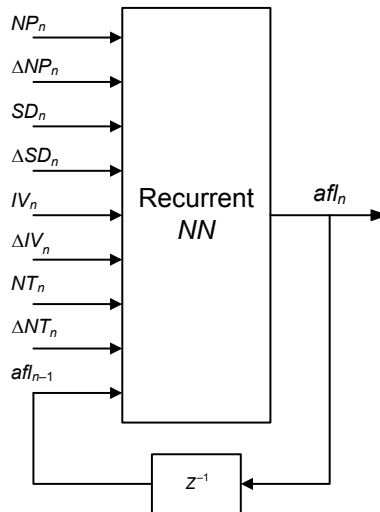 NPₙ
ΔNPₙ
SDₙ
ΔSDₙ
IVₙ
ΔIVₙ
NTₙ
ΔNTₙ
aflₙ₋₁
Recurrent
NN
aflₙ
z⁻¹